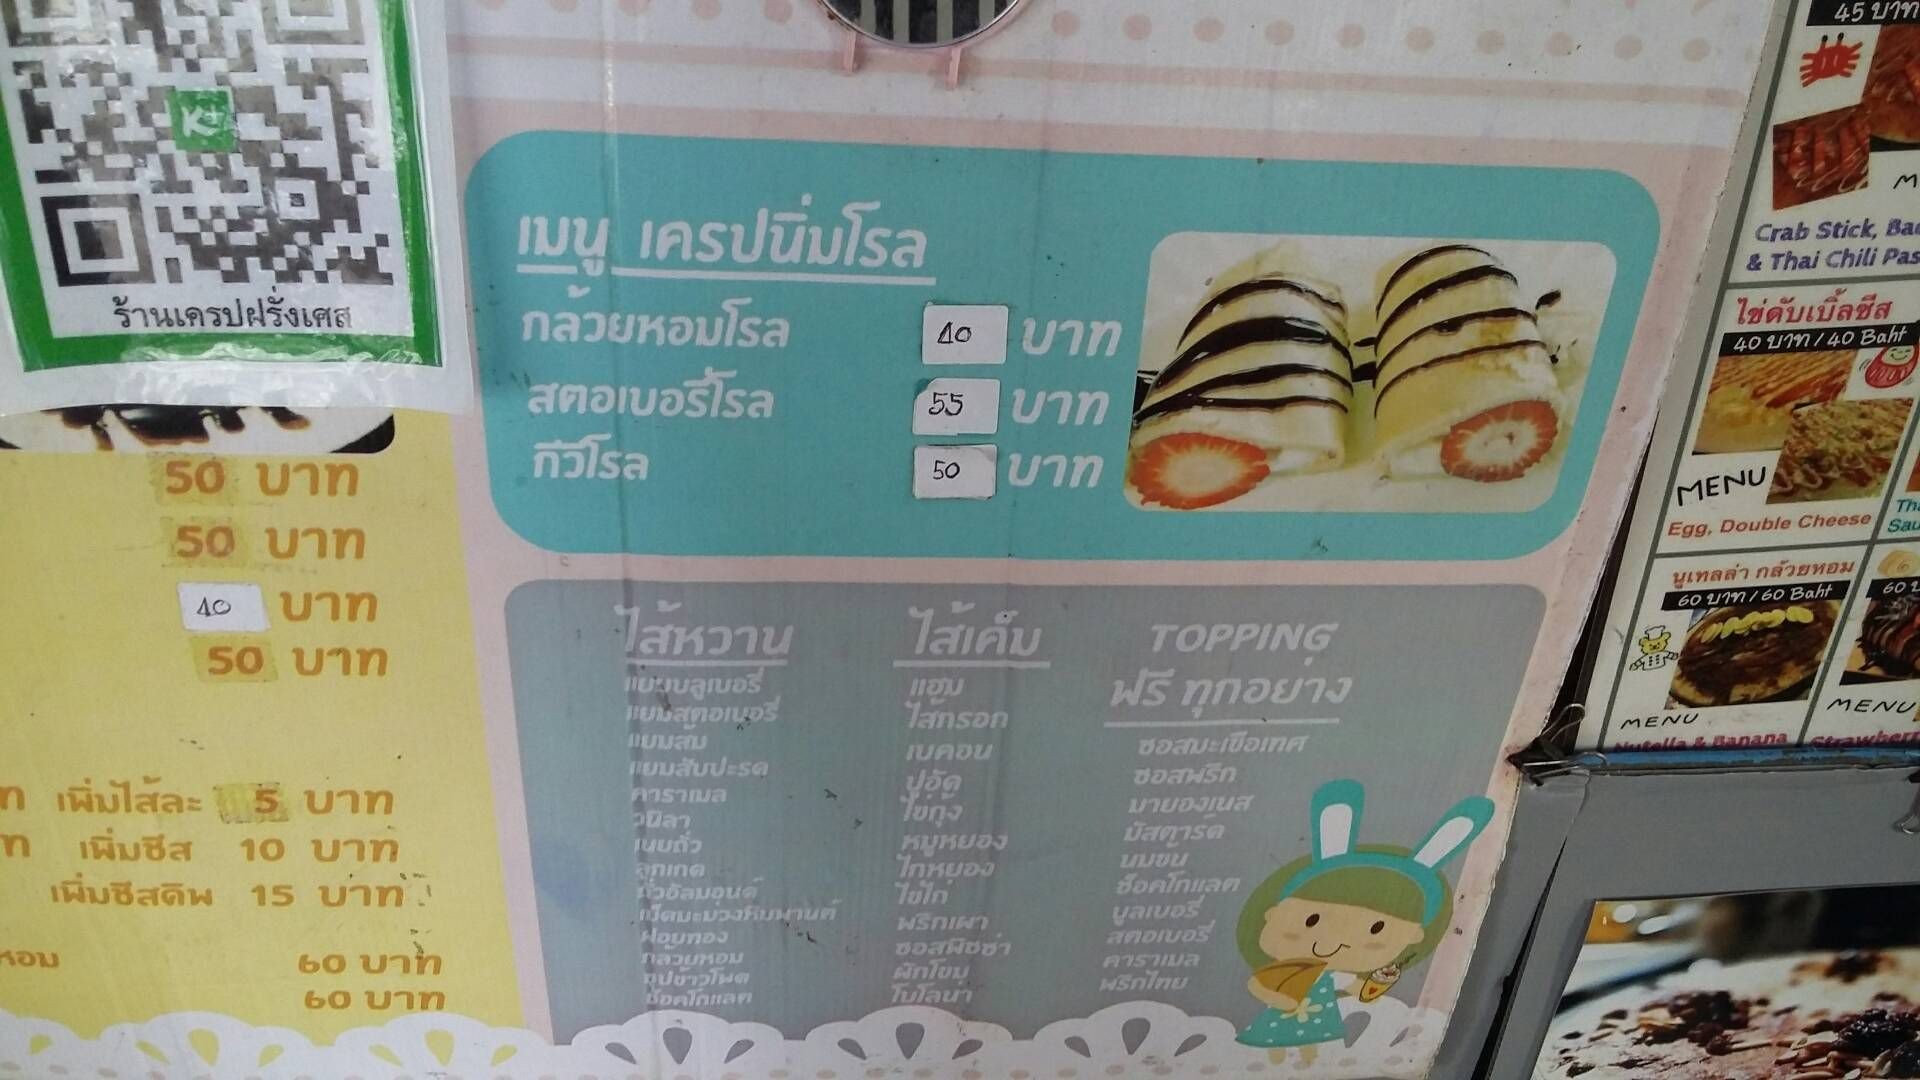 K+
ร้านเครปฝรั่งเศส
50 บาท
50 บาท
40 บาท
50 บาท
เพิ่มไส้ละ 5 บาท
เพิ่มชีส 10 บาท
เพิ่มชีสดิพ 15 บาท
หอม 60 บาท
60 บาท
เมนู เครปนิ่มโรล
กล้วยหอมโรล 40 บาท
สตอเบอรี่โรล 55 บาท
กีวีโรล 50 บาท
ไส้หวาน
แยมบลูเบอรี่
แยมสตอเบอรี่
แยมส้ม
แยมสับปะรด
คาราเมล
วนิลา
เนยถั่ว
ลูกเกด
ถั่วอัลมอนด์
เม็ดมะม่วงหิมพานต์
ฝอยทอง
กล้วยหอม
ซุปข้าวโพด
ช็อคโกแลต
ไส้เค็ม
แฮม
ไส้กรอก
เบคอน
ปูอัด
ไข่กุ้ง
หมูหยอง
ไก่หยอง
ไข่ไก่
พริกเผา
ซอสพิซซ่า
ผักโขม
โบโลน่า
TOPPING
ฟรี ทุกอย่าง
ซอสมะเขือเทศ
ซอสพริก
มายองเนส
มัสตาร์ด
นมข้น
ช็อคโกแลต
บูลเบอรี่
สตอเบอรี่
คาราเมล
พริกไทย
45 บาท
Crab Stick,
& Thai Chili
ไข่ดับเบิ้ลชีส
40 บาท / 40 Baht
MENU
Egg, Double Cheese
นูเทลล่า กล้วยหอม
60 บาท / 60 Baht
MENU
Nutella & Banana
60
MENU
Strawberr